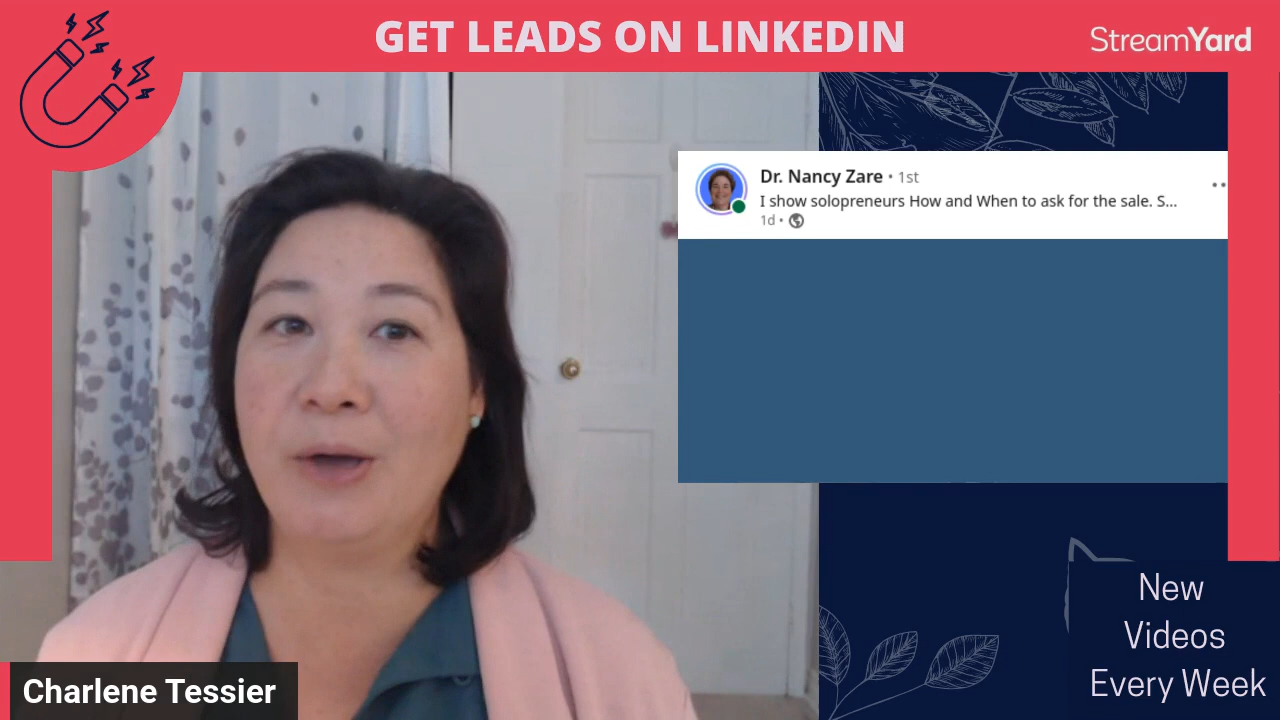 GET LEADS ON LINKEDIN
StreamYard
Dr. Nancy Zare • 1st
I show solopreneurs How and When to ask for the sale. S...
1d •
New
Videos
Every Week
Charlene Tessier